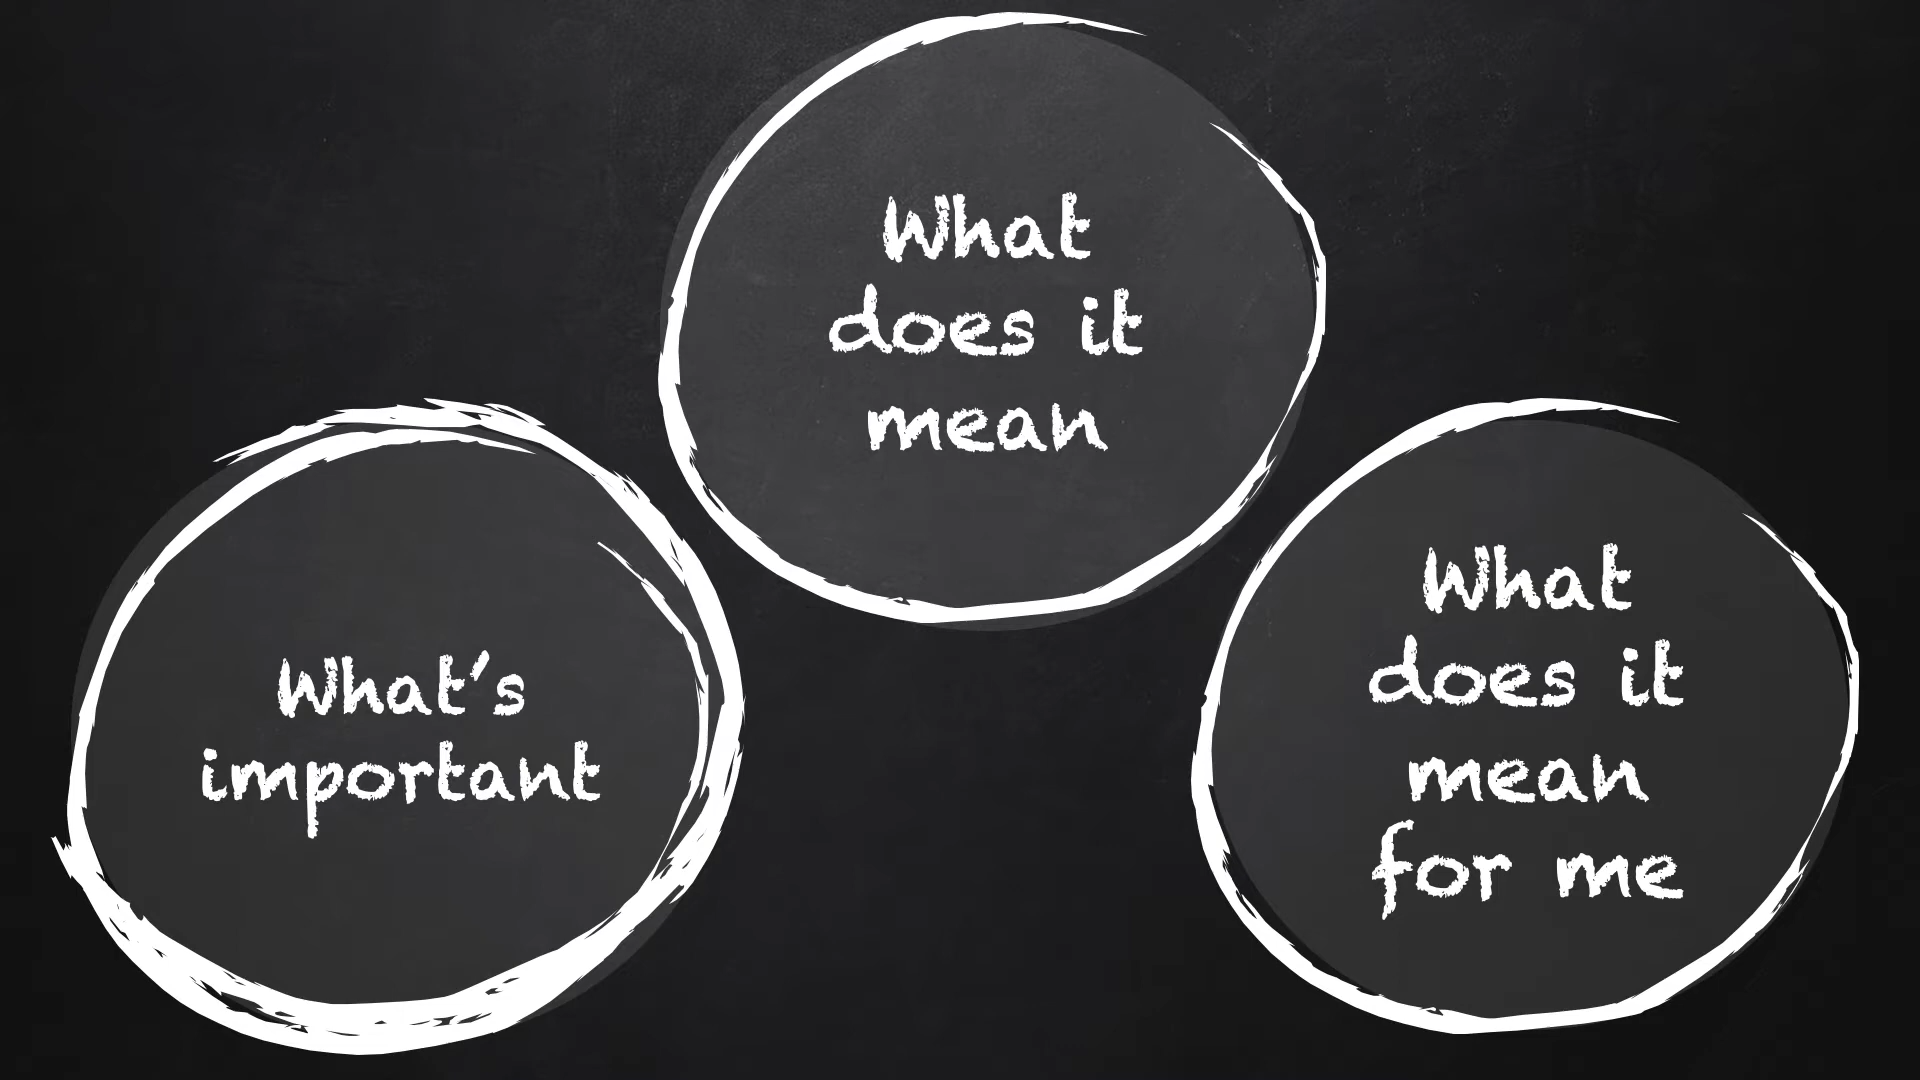 What's
important
What
does it
mean
What
does it
mean
for me